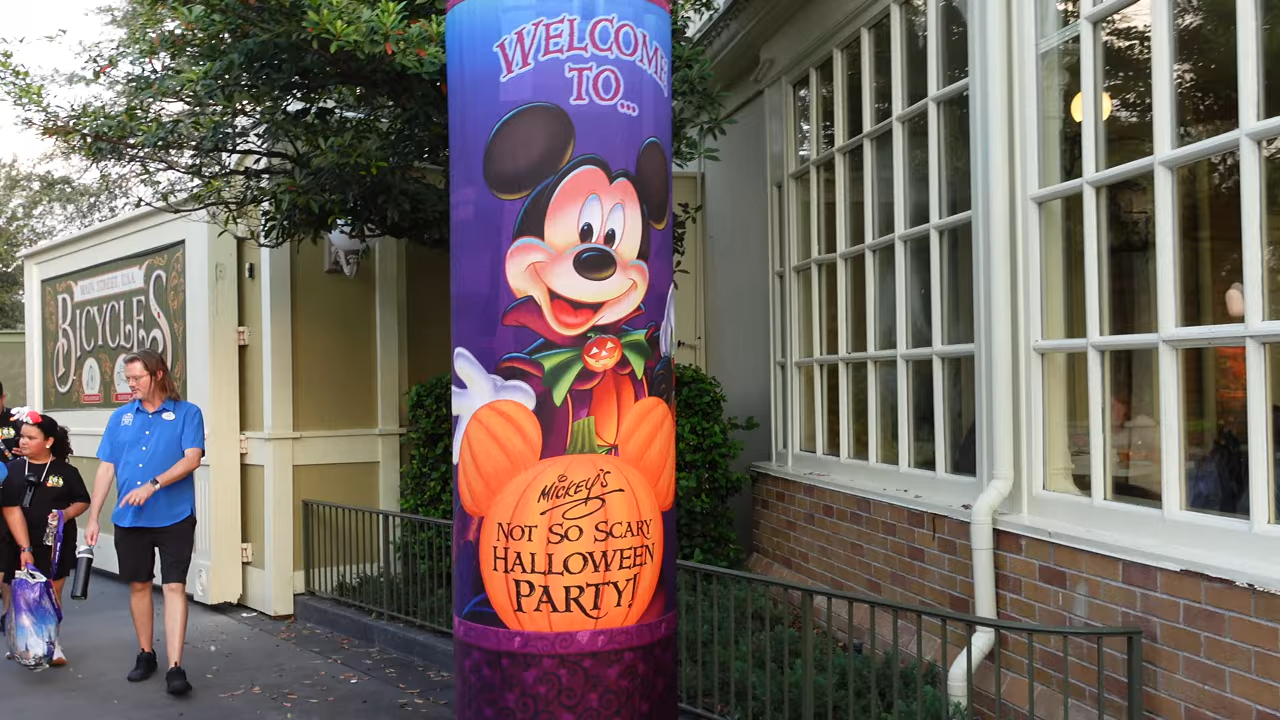 WELCOME
TO...
MAIN STREET, U.S.A.
BICYCLES
MICKEY'S
NOT SO SCARY
HALLOWEEN
PARTY!